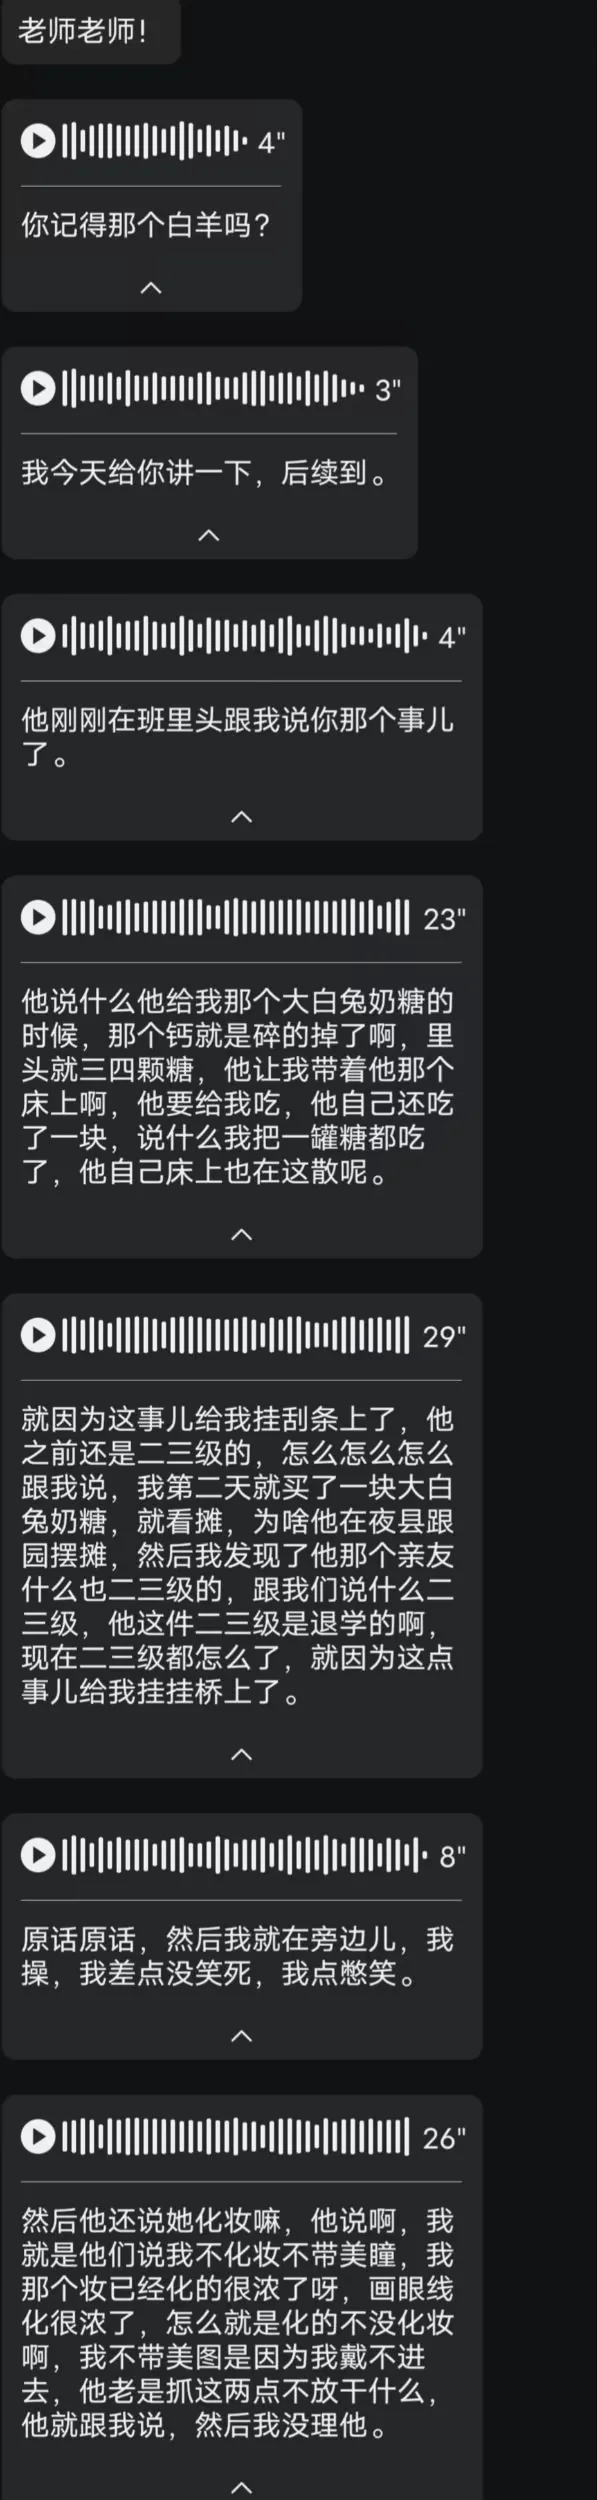 老师老师！
4"
你记得那个白羊吗？
3"
我今天给你讲一下，后续到。
4"
他刚刚在班里头跟我说你那个事儿
了。
23"
他说什么他给我那个大白兔奶糖的
时候，那个钙就是碎的掉了啊，里
头就三四颗糖，他让我带着他那个
床上啊，他要给我吃，他自己还吃
了一块，说什么我把一罐糖都吃
了，他自己床上也在这散呢。
29"
就因为这事儿给我挂刮条上了，他
之前还是二三级的，怎么怎么怎么
跟我说，我第二天就买了一块大白
兔奶糖，就看摊，为啥他在夜县跟
园摆摊，然后我发现了他那个亲友
什么也二三级的，跟我们说什么二
三级，他这件二三级是退学的啊，
现在二三级都怎么了，就因为这点
事儿给我挂挂桥上了。
8"
原话原话，然后我就在旁边儿，我
操，我差点没笑死，我点憋笑。
26"
然后他还说她化妆嘛，他说啊，我
就是他们说我不化妆不带美瞳，我
那个妆已经化的很浓了呀，画眼线
化很浓了，怎么就是化的不没化妆
啊，我不带美图是因为我戴不进
去，他老是抓这两点不放干什么，
他就跟我说，然后我没理他。